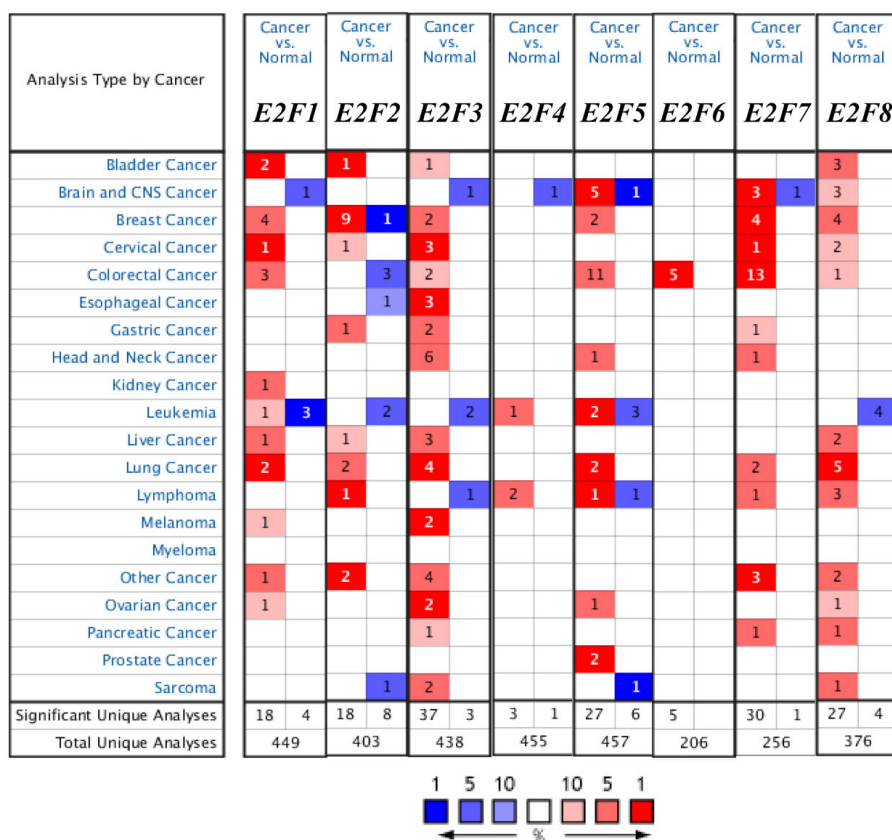 Analysis Type by Cancer
Cancer vs. Normal Cancer vs. Normal Cancer vs. Normal Cancer vs. Normal Cancer vs. Normal Cancer vs. Normal Cancer vs. Normal Cancer vs. Normal
E2F1 E2F2 E2F3 E2F4 E2F5 E2F6 E2F7 E2F8
Bladder Cancer 2 1 1 3
Brain and CNS Cancer 1 1 1 5 1 3 1 3
Breast Cancer 4 9 1 2 2 4 4
Cervical Cancer 1 1 3 1 2
Colorectal Cancer 3 3 2 11 5 13 1
Esophageal Cancer 1 3
Gastric Cancer 1 2 1
Head and Neck Cancer 6 1 1
Kidney Cancer 1
Leukemia 1 3 2 2 1 2 3 4
Liver Cancer 1 1 3 2
Lung Cancer 2 2 4 2 2 5
Lymphoma 1 1 2 1 1 1 3
Melanoma 1 2
Myeloma
Other Cancer 1 2 4 3 2
Ovarian Cancer 1 2 1 1
Pancreatic Cancer 1 1 1
Prostate Cancer 2
Sarcoma 1 2 1 1
Significant Unique Analyses 18 4 18 8 37 3 3 1 27 6 5 30 1 27 4
Total Unique Analyses 449 403 438 455 457 206 256 376
1 5 10 10 5 1
%